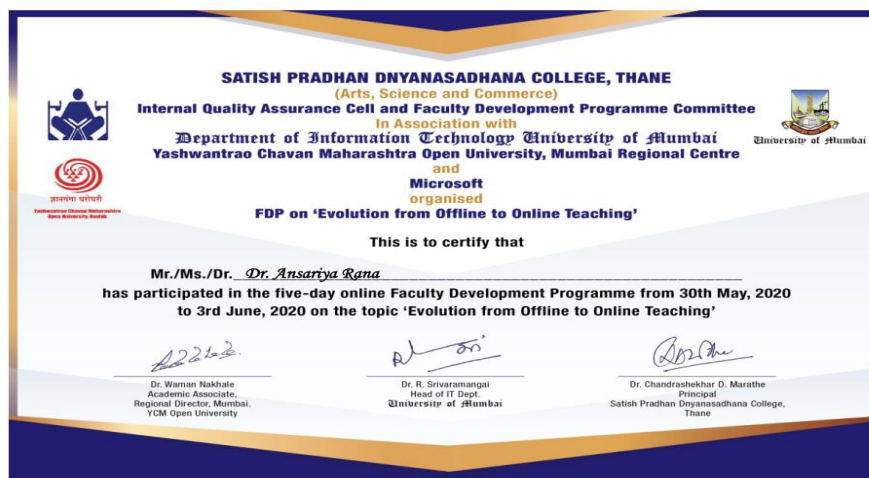 SATISH PRADHAN DNYANASADHANA COLLEGE, THANE
(Arts, Science and Commerce)
Internal Quality Assurance Cell and Faculty Development Programme Committee
In Association with
Department of Information Technology University of Mumbai
Yashwantrao Chavan Maharashtra Open University, Mumbai Regional Centre
and
Microsoft
organised
FDP on ‘Evolution from Offline to Online Teaching’
University of Mumbai
ज्ञानगंगा घरोघरी
Yashwantrao Chavan Maharashtra
Open University, Nashik
This is to certify that
Mr./Ms./Dr. Dr. Ansariya Rana
has participated in the five-day online Faculty Development Programme from 30th May, 2020
to 3rd June, 2020 on the topic ‘Evolution from Offline to Online Teaching’
Dr. Waman Nakhale
Academic Associate,
Regional Director, Mumbai.
YCM Open University
Dr. R. Srivaramangai
Head of IT Dept.
University of Mumbai
Dr. Chandrashekhar D. Marathe
Principal
Satish Pradhan Dnyanasadhana College,
Thane